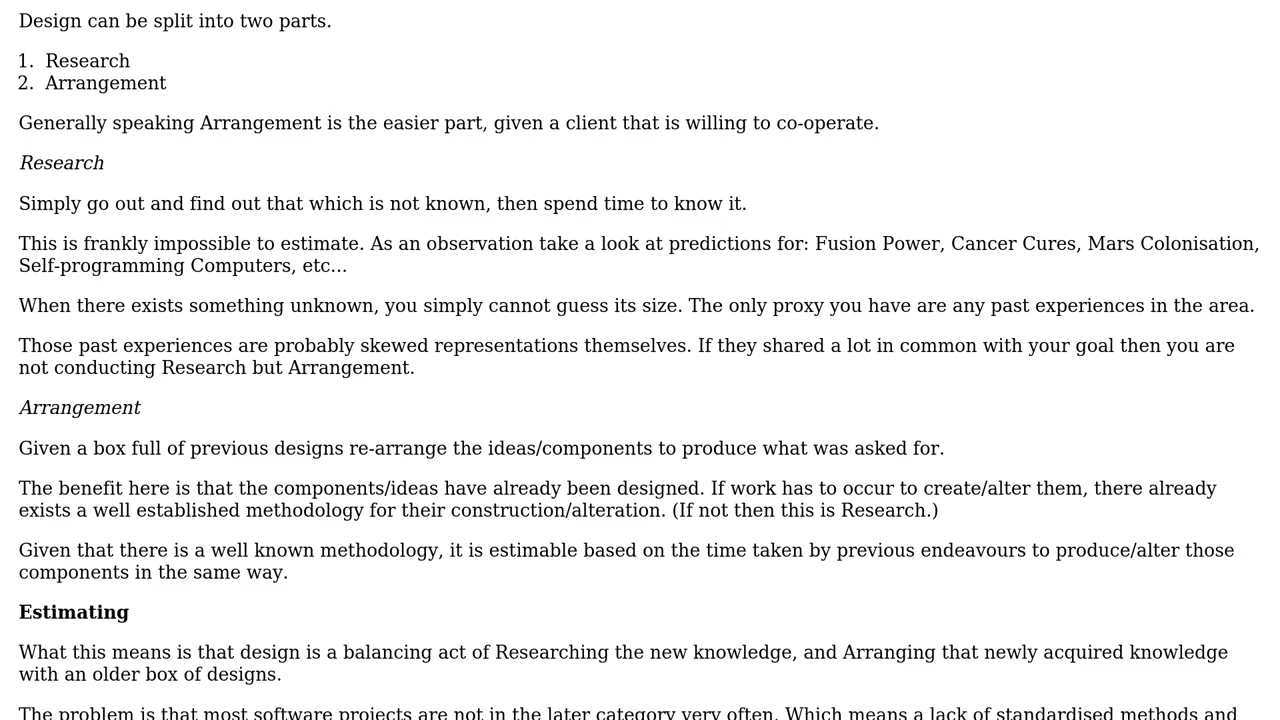 Design can be split into two parts.
1. Research
2. Arrangement
Generally speaking Arrangement is the easier part, given a client that is willing to co-operate.
Research
Simply go out and find out that which is not known, then spend time to know it.
This is frankly impossible to estimate. As an observation take a look at predictions for: Fusion Power, Cancer Cures, Mars Colonisation,
Self-programming Computers, etc...
When there exists something unknown, you simply cannot guess its size. The only proxy you have are any past experiences in the area.
Those past experiences are probably skewed representations themselves. If they shared a lot in common with your goal then you are
not conducting Research but Arrangement.
Arrangement
Given a box full of previous designs re-arrange the ideas/components to produce what was asked for.
The benefit here is that the components/ideas have already been designed. If work has to occur to create/alter them, there already
exists a well established methodology for their construction/alteration. (If not then this is Research.)
Given that there is a well known methodology, it is estimable based on the time taken by previous endeavours to produce/alter those
components in the same way.
Estimating
What this means is that design is a balancing act of Researching the new knowledge, and Arranging that newly acquired knowledge
with an older box of designs.
The problem is that most software projects are not in the later category very often. Which means a lack of standardised methods and